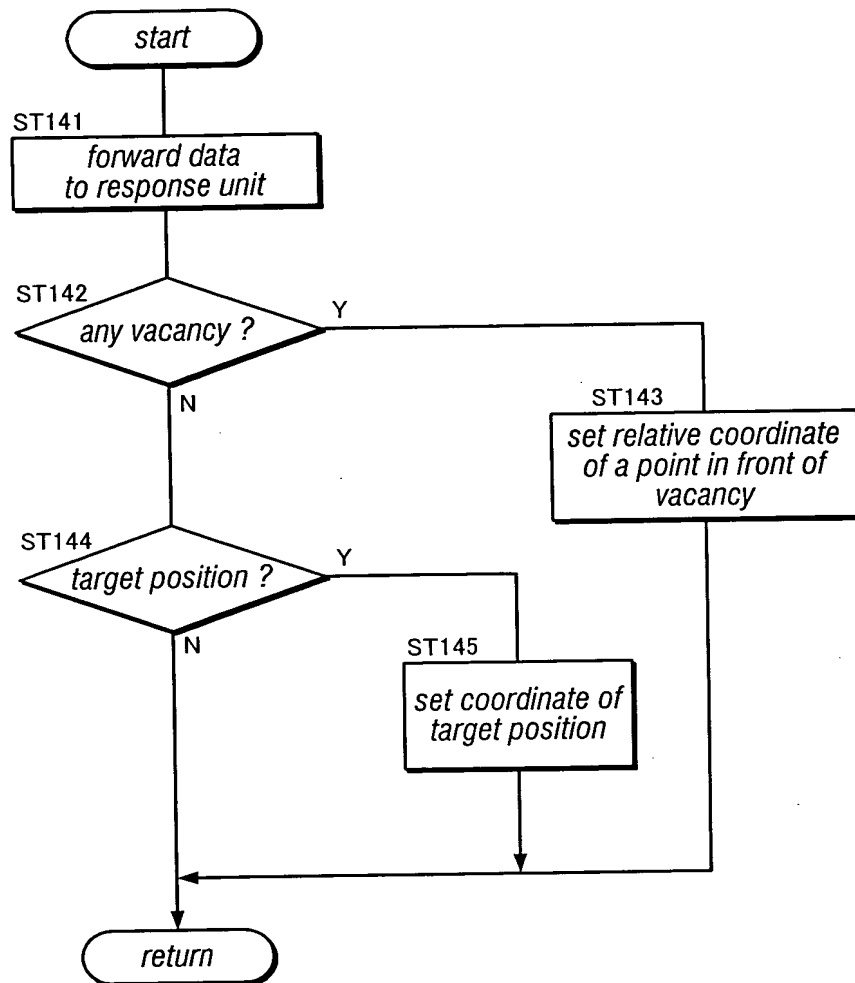 start
ST141
forward data
to response unit
ST142
any vacancy ?
Y
N
ST143
set relative coordinate
of a point in front of
vacancy
ST144
target position ?
Y
N
ST145
set coordinate of
target position
return